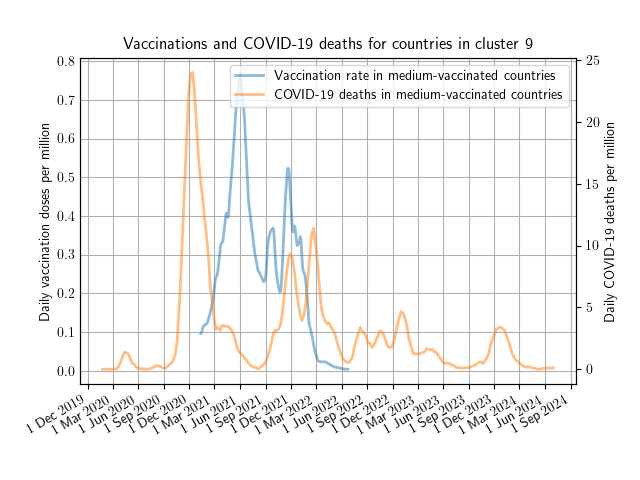 Vaccinations and COVID-19 deaths for countries in cluster 9
Vaccination rate in medium-vaccinated countries
COVID-19 deaths in medium-vaccinated countries
Daily vaccination doses per million
0.8
0.7
0.6
0.5
0.4
0.3
0.2
0.1
0.0
25
20
15
10
5
0
Daily COVID-19 deaths per million
1 Dec 2019
1 Mar 2020
1 Jun 2020
1 Sep 2020
1 Dec 2020
1 Mar 2021
1 Jun 2021
1 Sep 2021
1 Dec 2021
1 Mar 2022
1 Jun 2022
1 Sep 2022
1 Dec 2022
1 Mar 2023
1 Jun 2023
1 Sep 2023
1 Dec 2023
1 Mar 2024
1 Jun 2024
1 Sep 2024